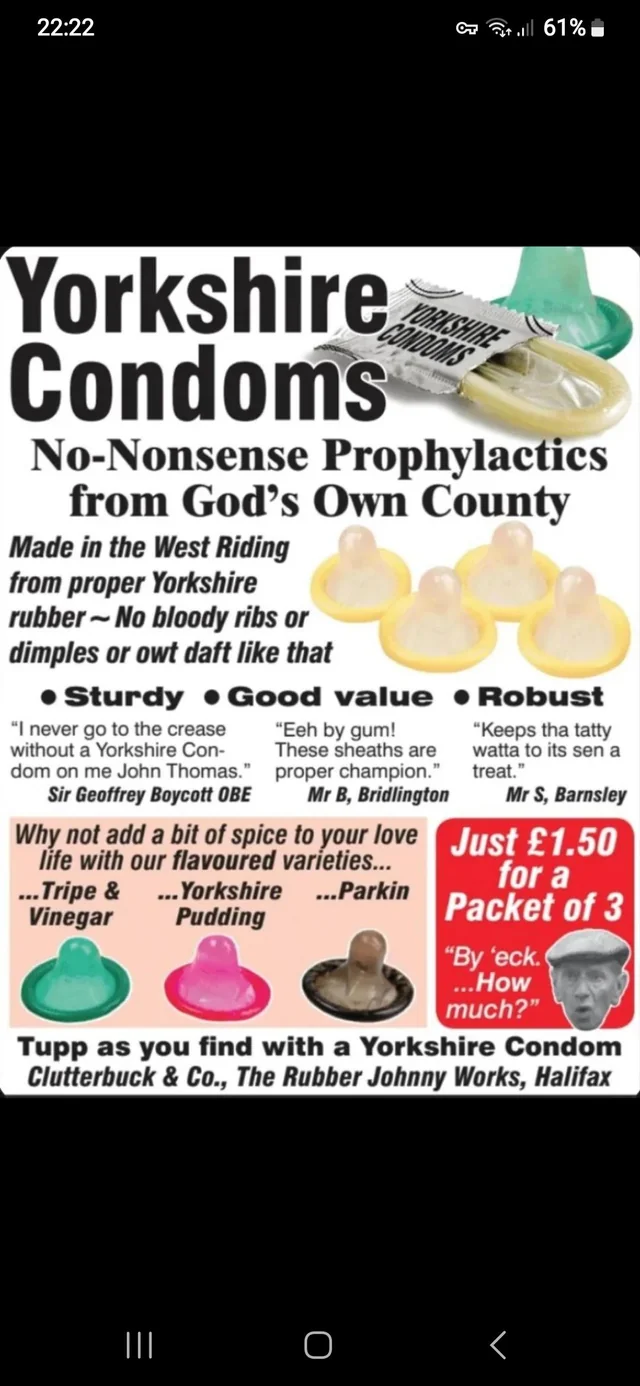 22:22
61%
Yorkshire
Condoms
YORKSHIRE
CONDOMS
No-Nonsense Prophylactics
from God's Own County
Made in the West Riding
from proper Yorkshire
rubber ~ No bloody ribs or
dimples or owt daft like that
• Sturdy • Good value • Robust
"I never go to the crease
without a Yorkshire Con-
dom on me John Thomas."
Sir Geoffrey Boycott OBE
"Eeh by gum!
These sheaths are
proper champion."
Mr B, Bridlington
"Keeps tha tatty
watta to its sen a
treat."
Mr S, Barnsley
Why not add a bit of spice to your love
life with our flavoured varieties...
...Tripe &
Vinegar
...Yorkshire
Pudding
...Parkin
Just £1.50
for a
Packet of 3
"By 'eck.
...How
much?"
Tupp as you find with a Yorkshire Condom
Clutterbuck & Co., The Rubber Johnny Works, Halifax